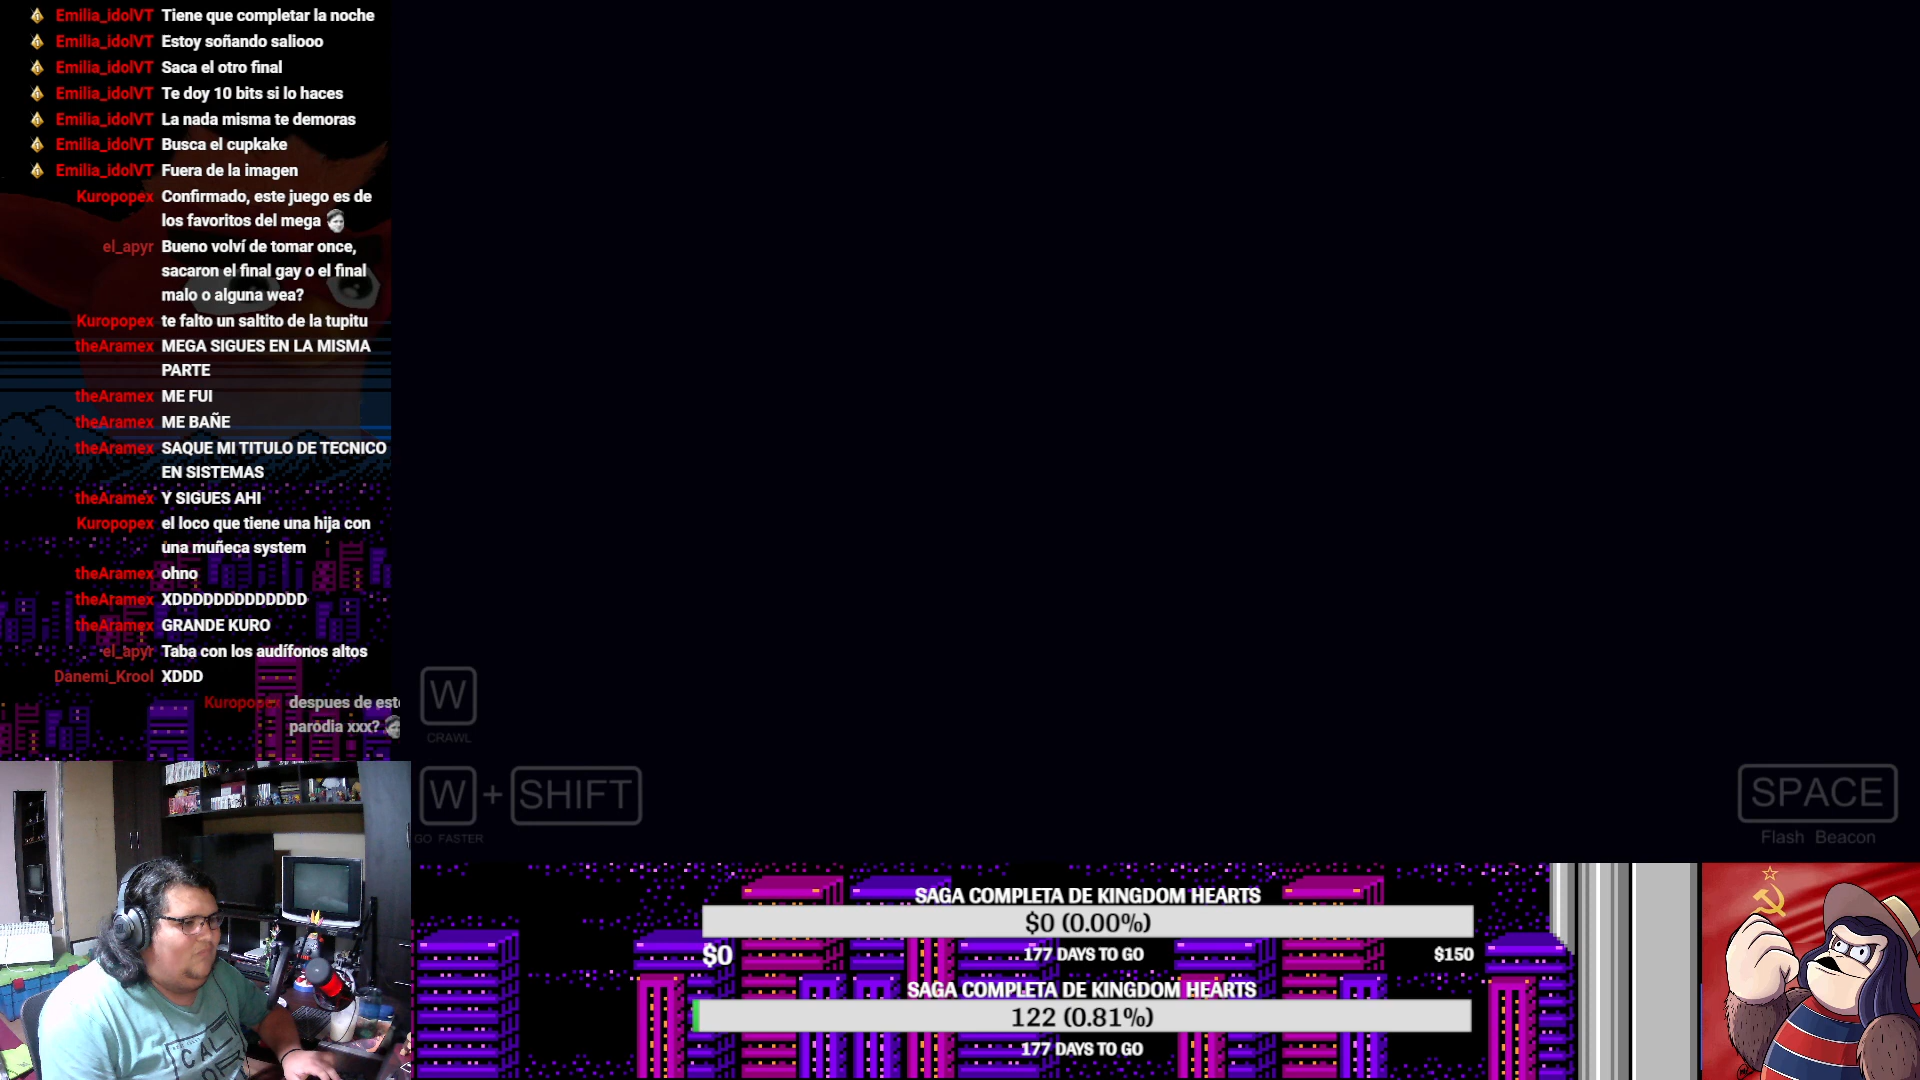 Emilia_idolVT Tiene que completar la noche
Emilia_idolVT Estoy soñando saliooo
Emilia_idolVT Saca el otro final
Emilia_idolVT Te doy 10 bits si lo haces
Emilia_idolVT La nada misma te demoras
Emilia_idolVT Busca el cupkake
Emilia_idolVT Fuera de la imagen
Kuropopex Confirmado, este juego es de
los favoritos del mega
el_apyr Bueno volví de tomar once,
sacaron el final gay o el final
malo o alguna wea?
Kuropopex te falto un saltito de la tupitu
theAramex MEGA SIGUES EN LA MISMA
PARTE
theAramex ME FUI
theAramex ME BAÑE
theAramex SAQUE MI TITULO DE TECNICO
EN SISTEMAS
theAramex Y SIGUES AHI
Kuropopex el loco que tiene una hija con
una muñeca system
theAramex ohno
theAramex XDDDDDDDDDDDDD
theAramex GRANDE KURO
el_apyr Taba con los audífonos altos
Danemi_Krool XDDD
Kuropopex despues de este
parodia xxx?
W
CRAWL
W + SHIFT
GO FASTER
SPACE
Flash Beacon
SAGA COMPLETA DE KINGDOM HEARTS
$0 (0.00%)
$0 177 DAYS TO GO $150
SAGA COMPLETA DE KINGDOM HEARTS
122 (0.81%)
177 DAYS TO GO